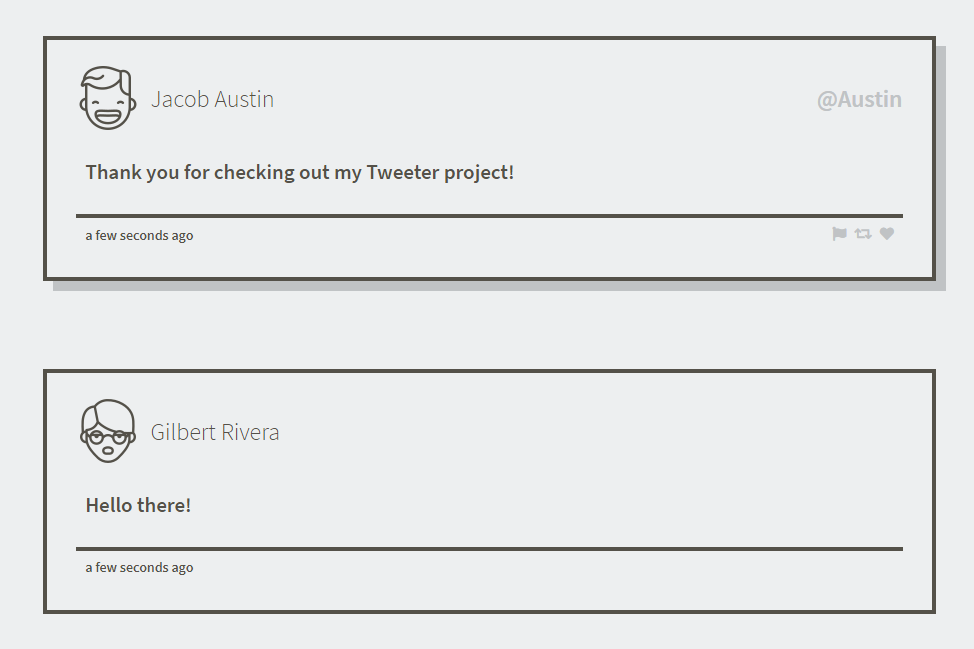 Jacob Austin
@Austin
Thank you for checking out my Tweeter project!
a few seconds ago
Gilbert Rivera
Hello there!
a few seconds ago